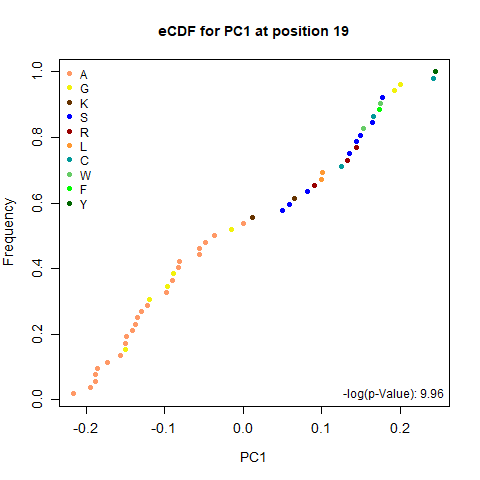 eCDF for PC1 at position 19
Frequency
1.0
0.8
0.6
0.4
0.2
0.0
A
G
K
S
R
L
C
W
F
Y
-log(p-Value): 9.96
-0.2 -0.1 0.0 0.1 0.2
PC1